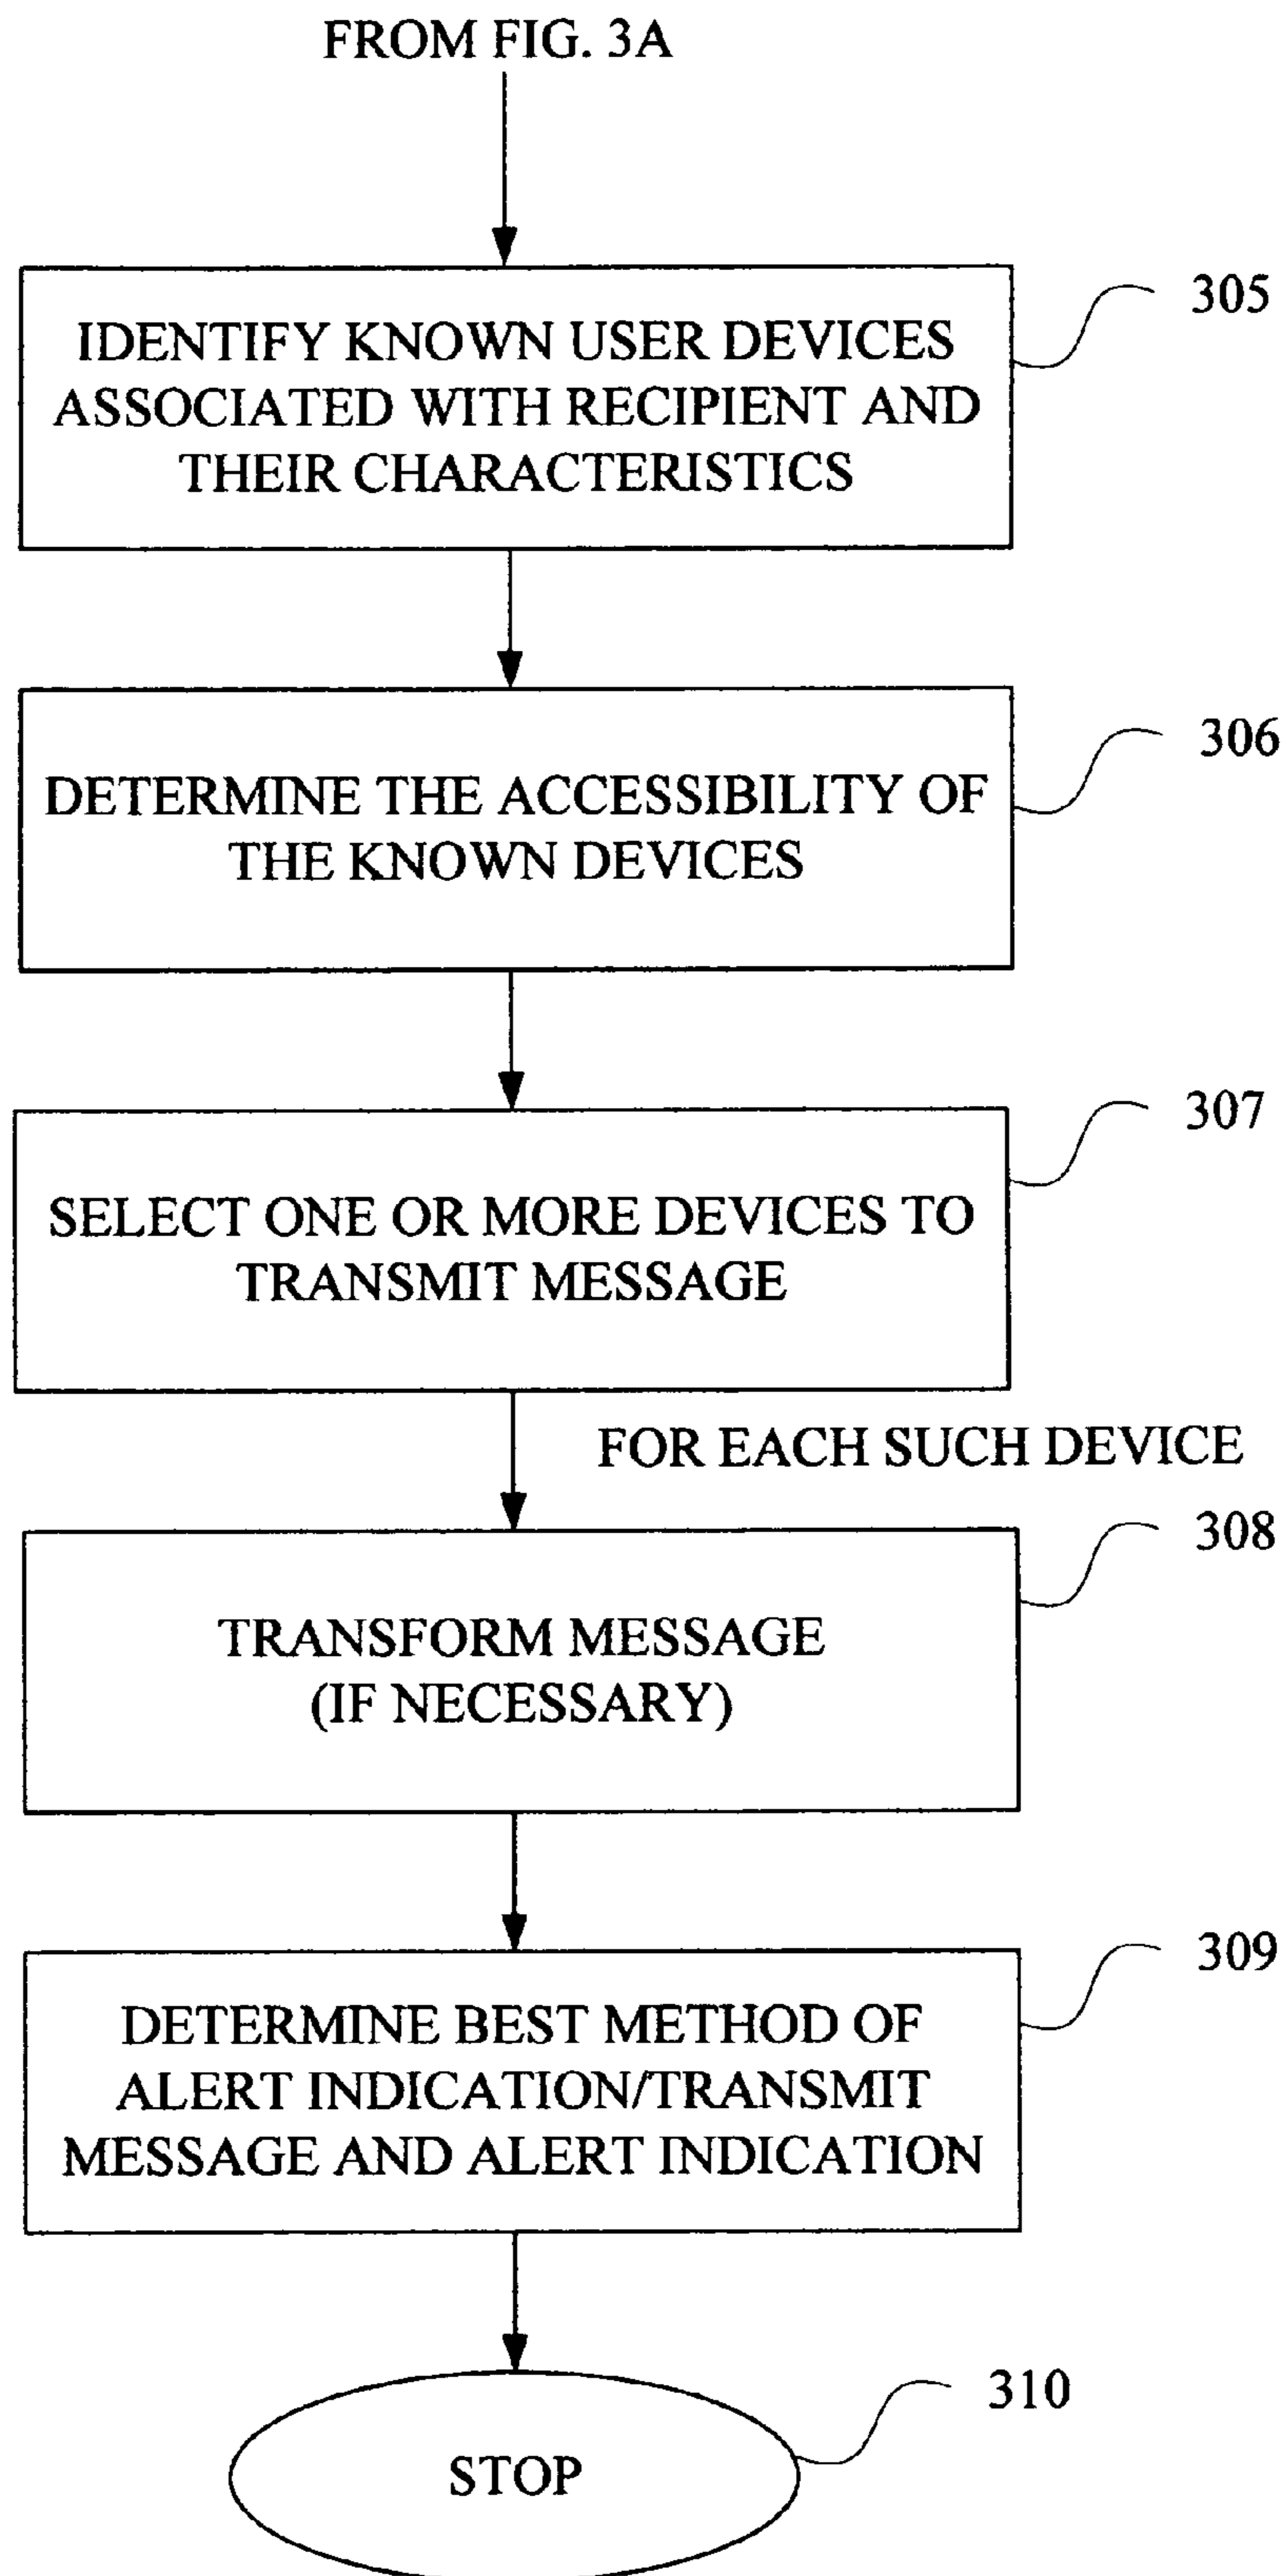 FROM FIG. 3A
305
IDENTIFY KNOWN USER DEVICES
ASSOCIATED WITH RECIPIENT AND
THEIR CHARACTERISTICS
306
DETERMINE THE ACCESSIBILITY OF
THE KNOWN DEVICES
307
SELECT ONE OR MORE DEVICES TO
TRANSMIT MESSAGE
FOR EACH SUCH DEVICE
308
TRANSFORM MESSAGE
(IF NECESSARY)
309
DETERMINE BEST METHOD OF
ALERT INDICATION/TRANSMIT
MESSAGE AND ALERT INDICATION
310
STOP